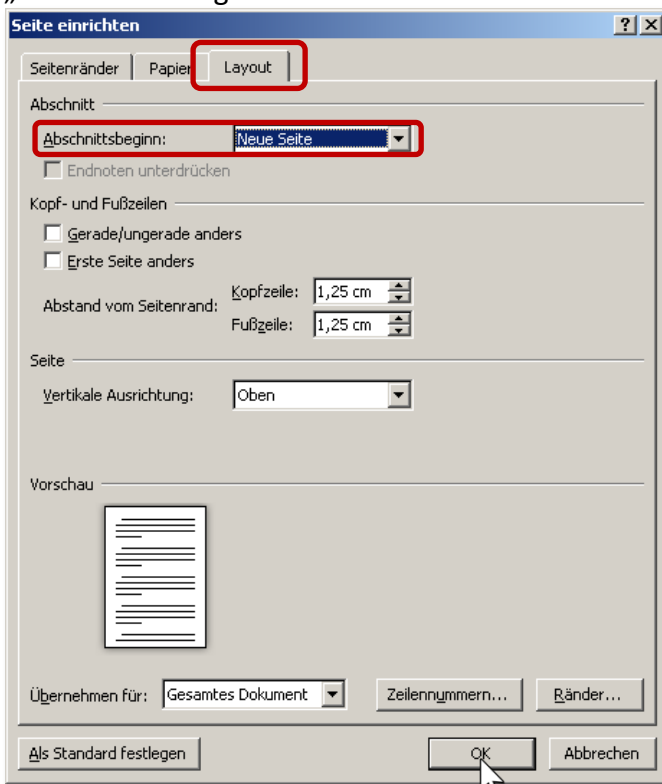 Seite einrichten
Seitenränder Papier Layout
Abschnitt
Abschnittsbeginn: Neue Seite
Endnoten unterdrücken
Kopf- und Fußzeilen
Gerade/ungerade anders
Erste Seite anders
Abstand vom Seitenrand: Kopfzeile: 1,25 cm
Fußzeile: 1,25 cm
Seite
Vertikale Ausrichtung: Oben
Vorschau
Übernehmen für: Gesamtes Dokument Zeilennummern... Ränder...
Als Standard festlegen OK Abbrechen